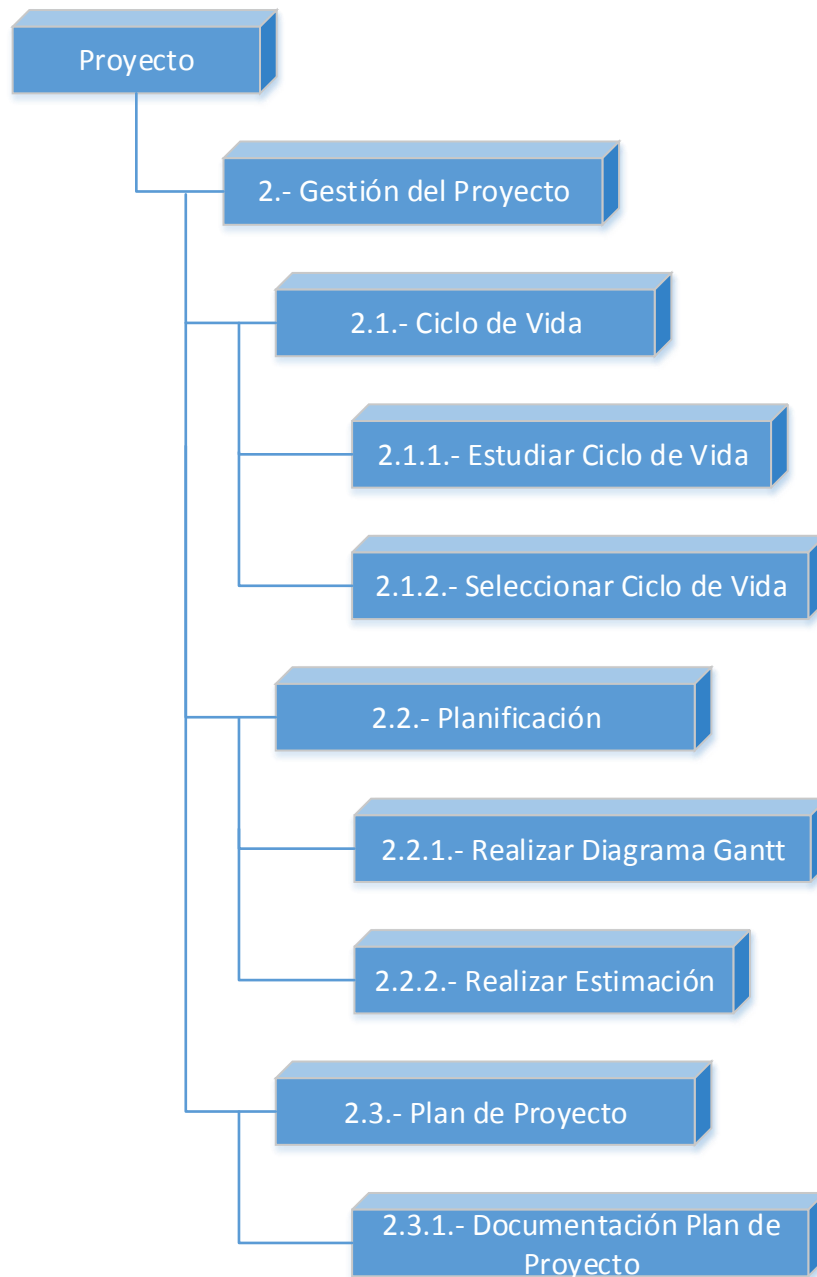 Proyecto
2.- Gestión del Proyecto
2.1.- Ciclo de Vida
2.1.1.- Estudiar Ciclo de Vida
2.1.2.- Seleccionar Ciclo de Vida
2.2.- Planificación
2.2.1.- Realizar Diagrama Gantt
2.2.2.- Realizar Estimación
2.3.- Plan de Proyecto
2.3.1.- Documentación Plan de
Proyecto